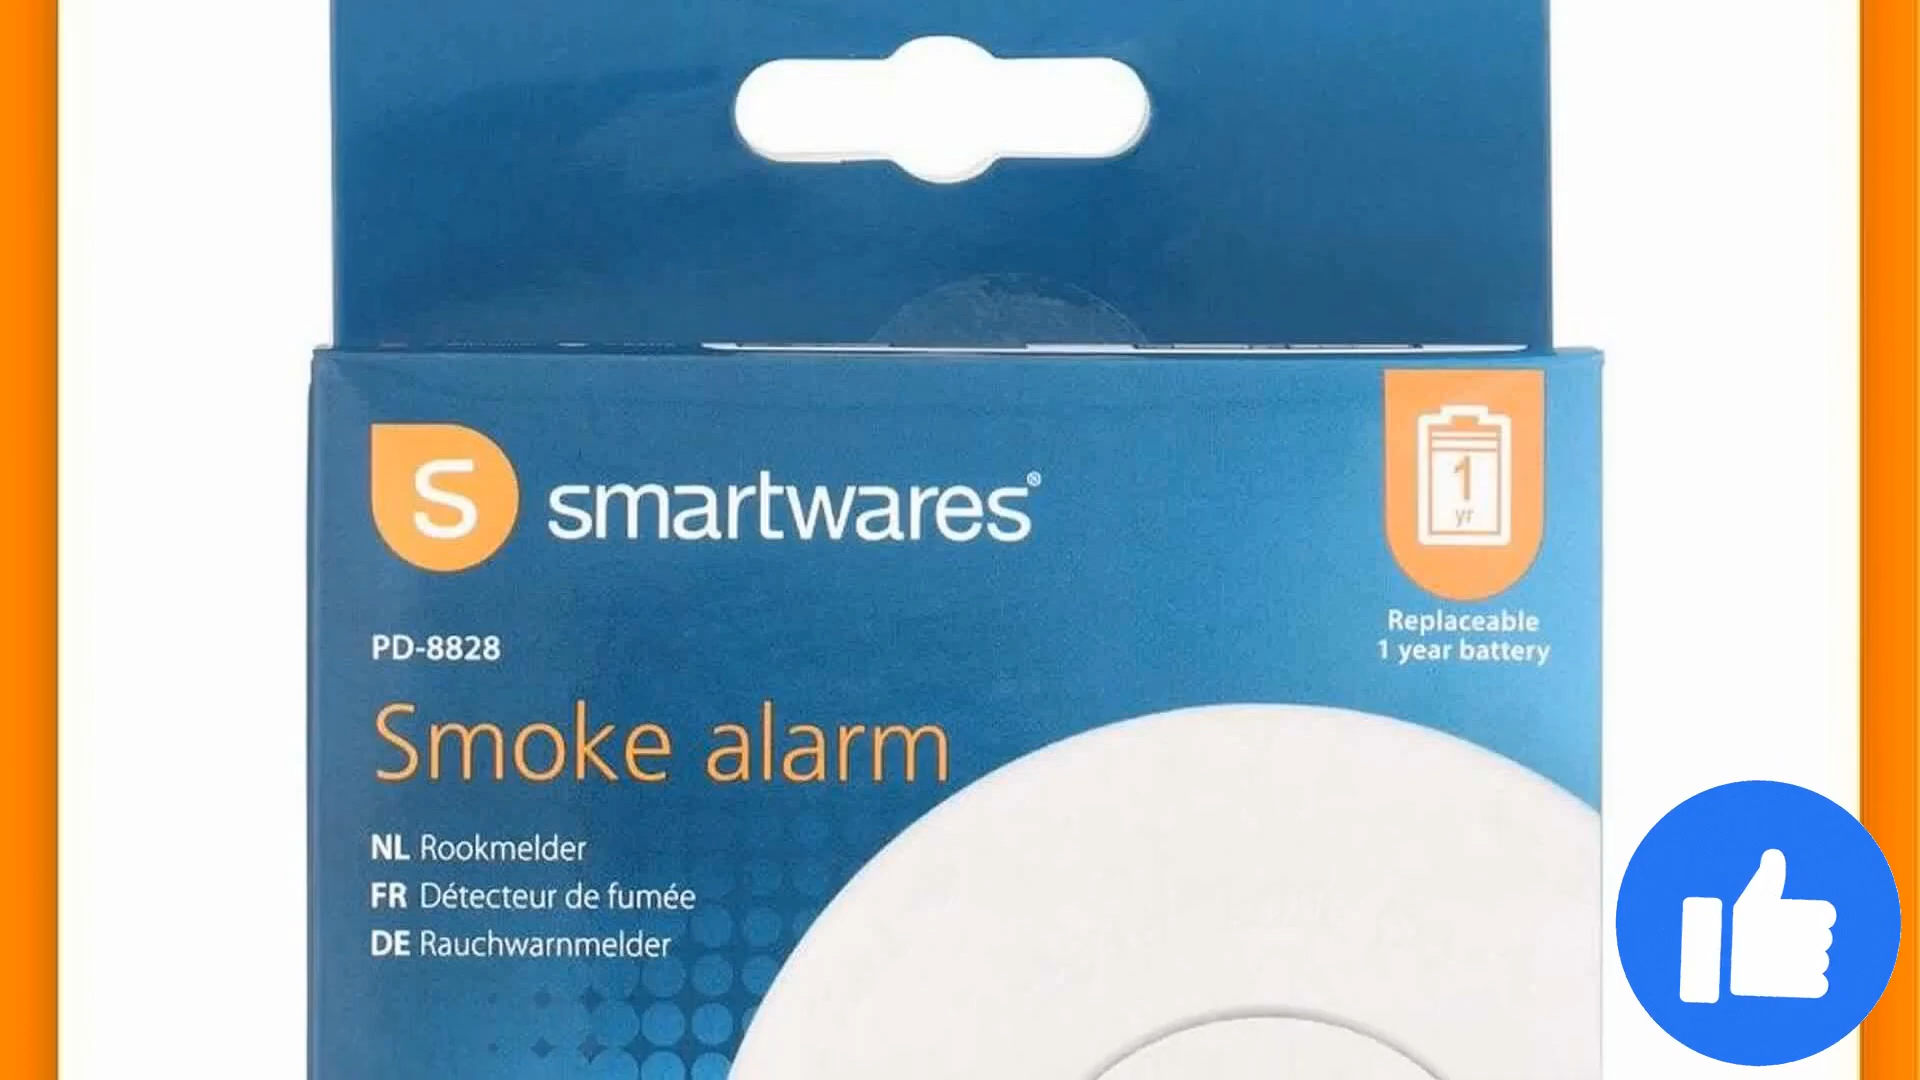 S smartwares®
1
yr
Replaceable
1 year battery
PD-8828
Smoke alarm
NL Rookmelder
FR Détecteur de fumée
DE Rauchwarnmelder